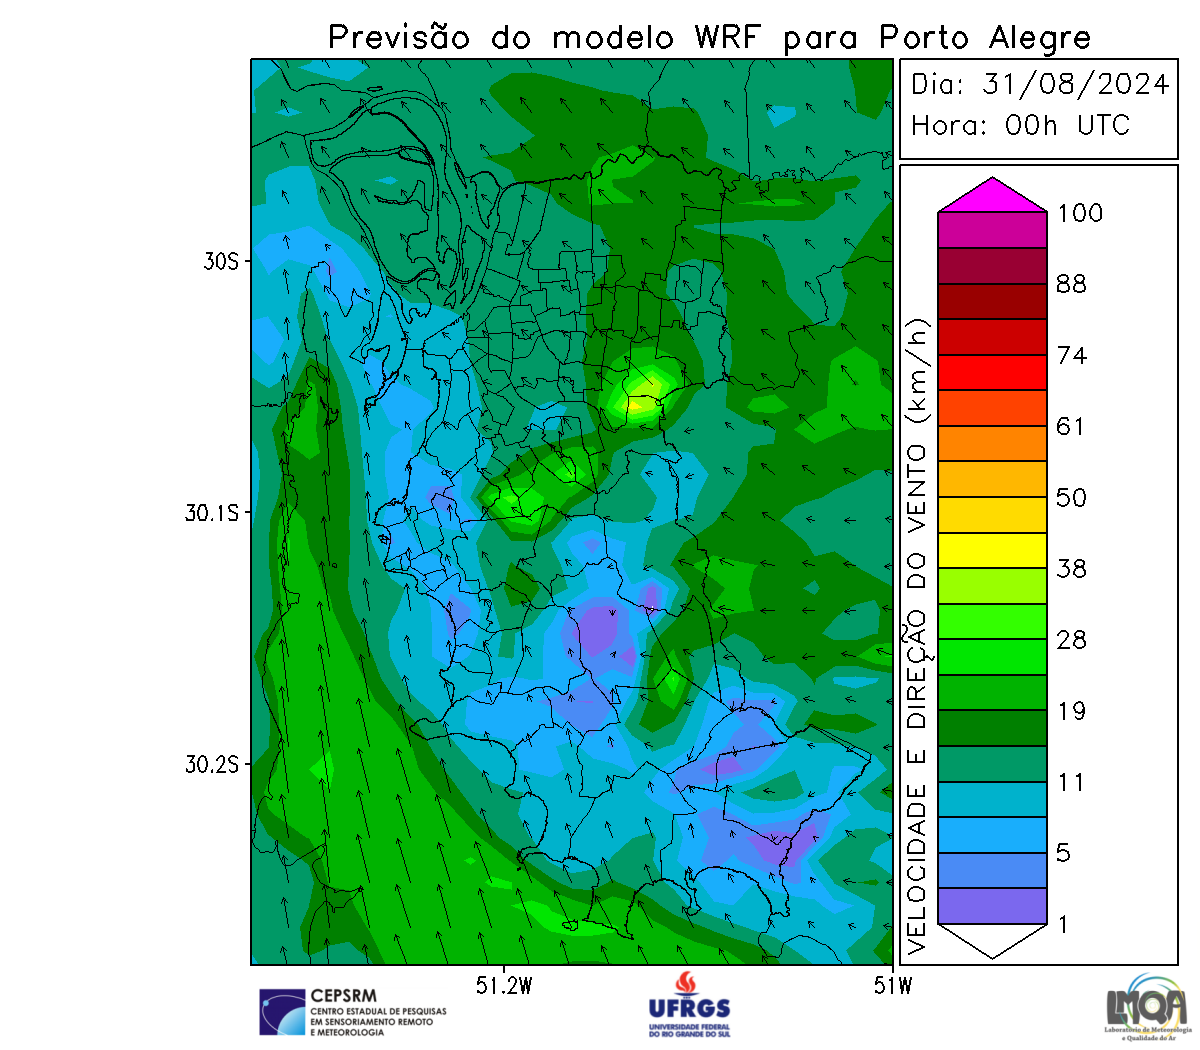 Previsão do modelo WRF para Porto Alegre
Dia: 31/08/2024
Hora: 00h UTC
30S
30.1S
30.2S
51.2W
51W
VELOCIDADE E DIREÇÃO DO VENTO (km/h)
100
88
74
61
50
38
28
19
11
5
1
CEPSRM
CENTRO ESTADUAL DE PESQUISAS
EM SENSORIAMENTO REMOTO
E METEOROLOGIA
UFRGS
UNIVERSIDADE FEDERAL
DO RIO GRANDE DO SUL
LMQA
Laboratório de Meteorologia
e Qualidade do Ar